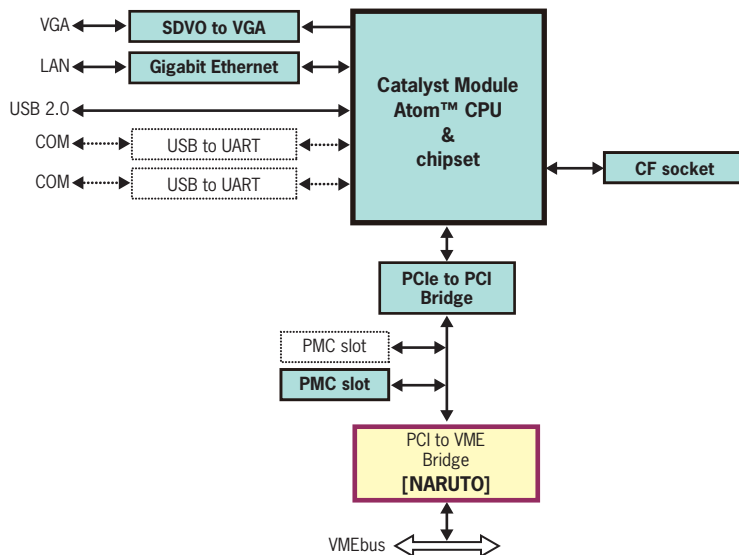 VGA
SDVO to VGA
LAN
Gigabit Ethernet
USB 2.0
COM
USB to UART
COM
USB to UART
Catalyst Module
Atom™ CPU
&
chipset
CF socket
PCIe to PCI
Bridge
PMC slot
PMC slot
PCI to VME
Bridge
[NARUTO]
VMEbus